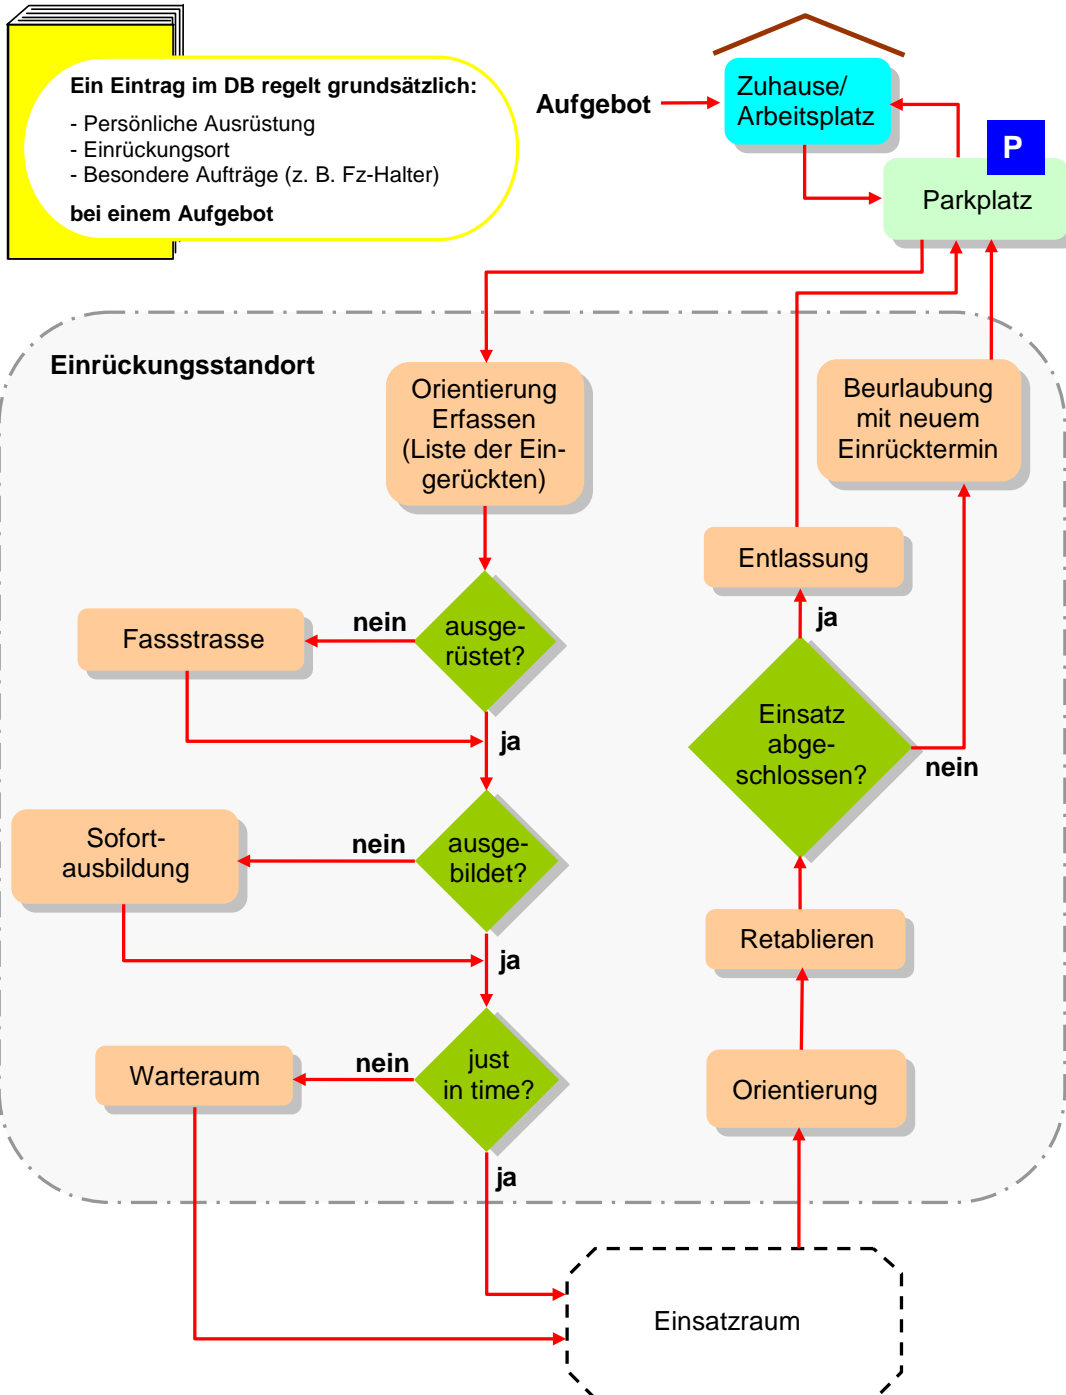 Ein Eintrag im DB regelt grundsätzlich:
- Persönliche Ausrüstung
- Einrückungsort
- Besondere Aufträge (z. B. Fz-Halter)
bei einem Aufgebot
Aufgebot
Zuhause/
Arbeitsplatz
P
Parkplatz
Einrückungsstandort
Orientierung
Erfassen
(Liste der Ein-
gerückten)
Beurlaubung
mit neuem
Einrücktermin
Entlassung
ja
nein
Fassstrasse
ausge-
rüstet?
ja
Einsatz
abge-
schlossen?
nein
Sofort-
ausbildung
nein
ausge-
bildet?
ja
Retablieren
Warteraum
nein
just
in time?
ja
Orientierung
Einsatzraum